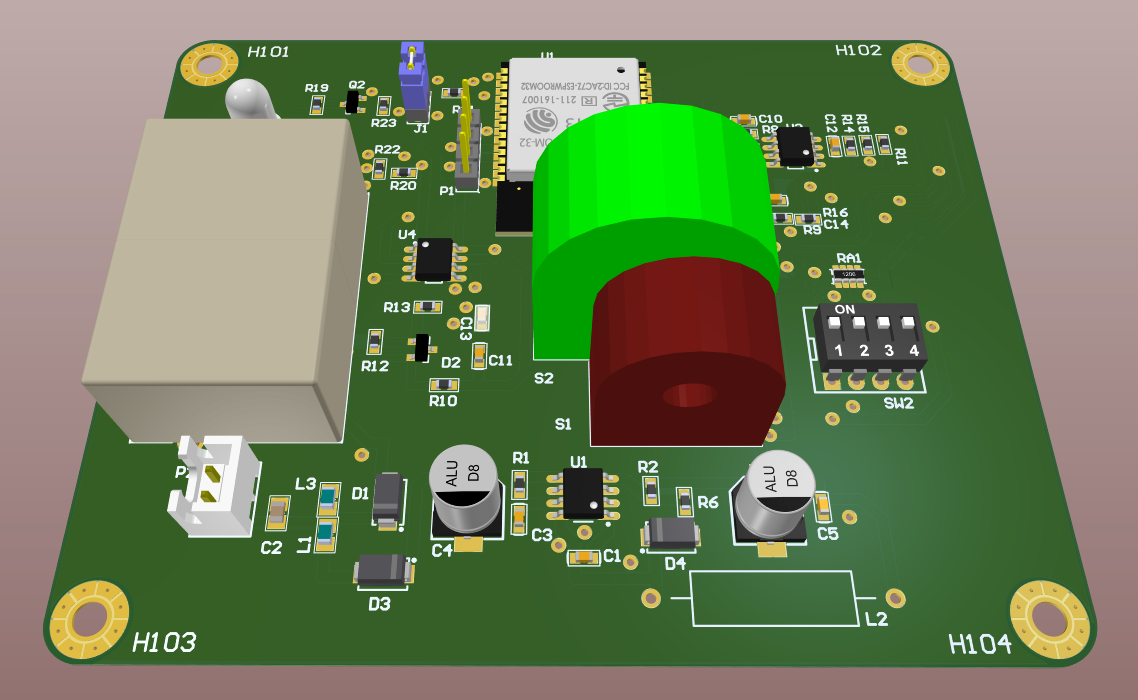 H101
H102
R19
Q2
R23
J1
U1
FCC ID:2AC7Z-ESPWROOM32
211-161007
R22
R20
P1
C10
R8
C12
R14
R15
R11
R16
C14
R9
U4
RA1
1200
R13
C13
ON
1 2 3 4
R12
D2
C11
R10
S2
S1
SW2
L3
D1
ALU
D8
R1
U1
R2
R6
ALU
D8
C2
L1
C4
C3
C1
D4
C5
D3
L2
H103
H104